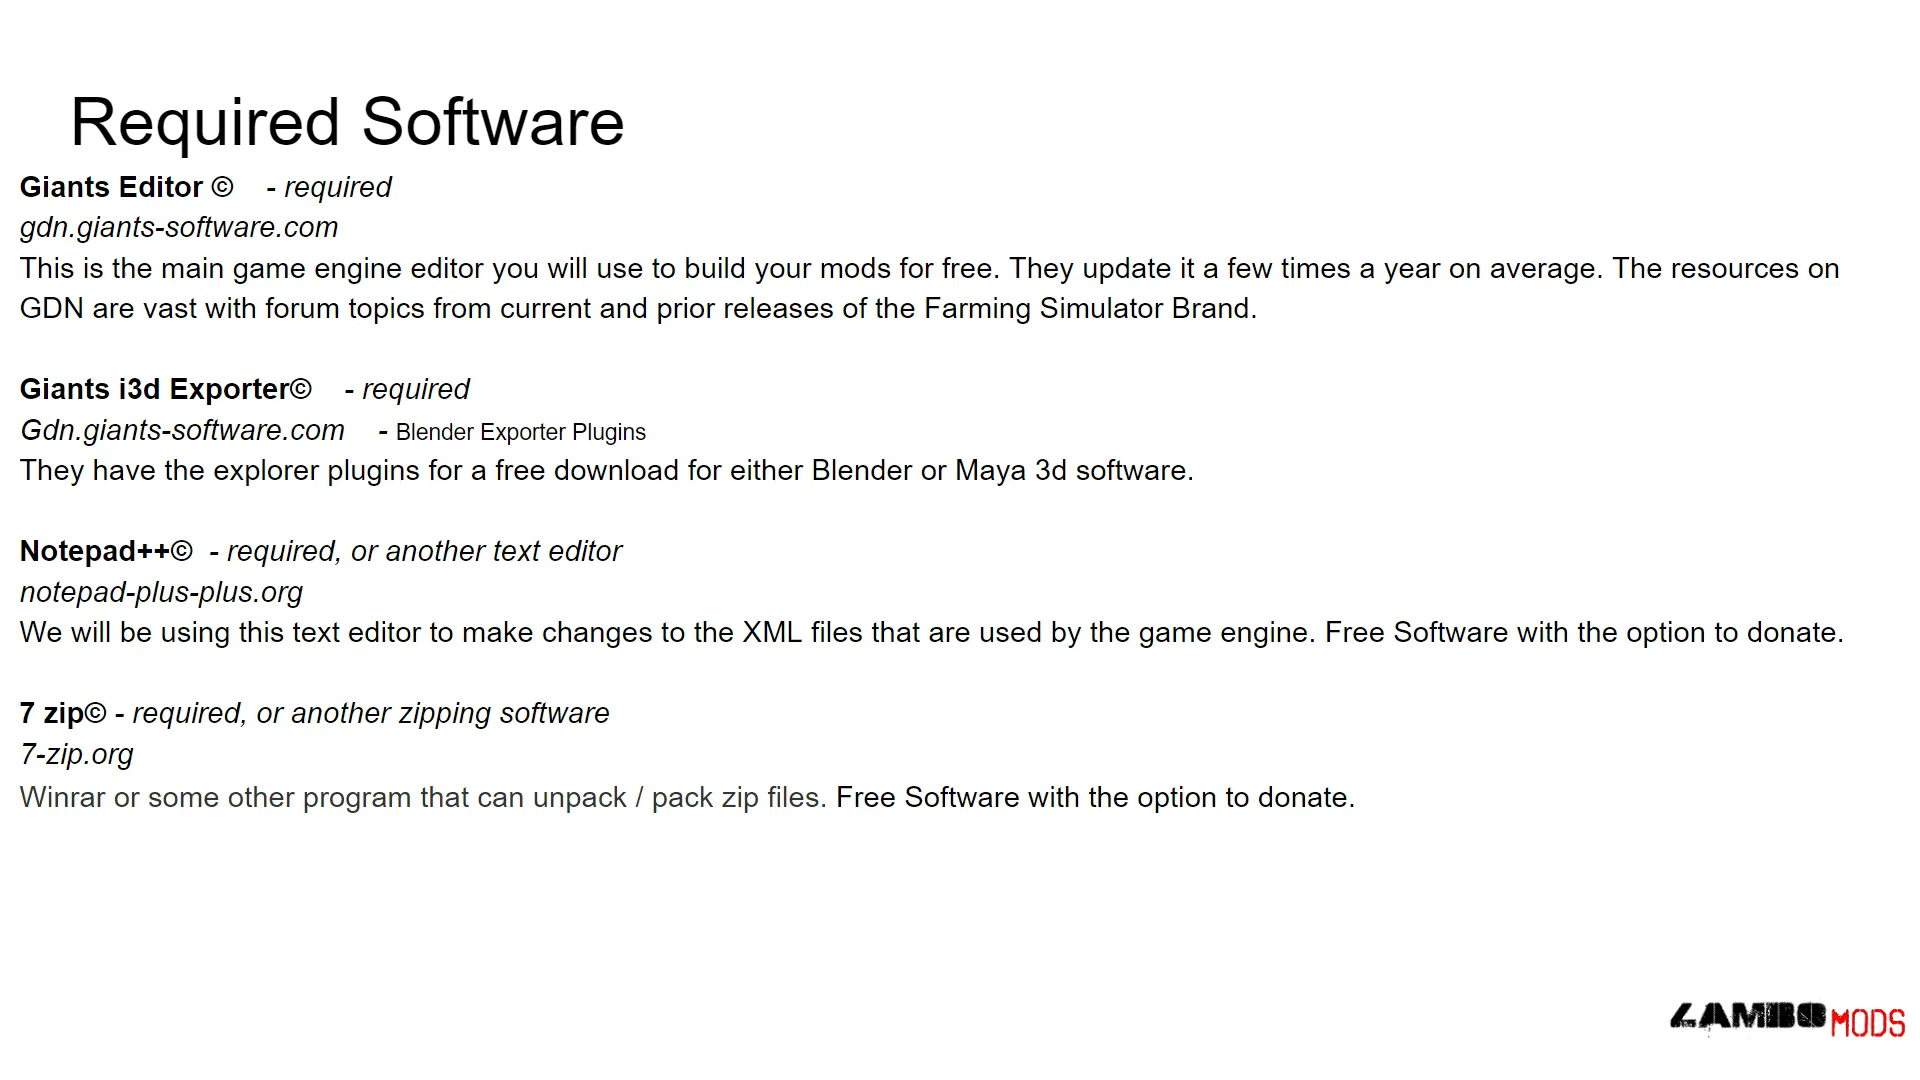 Required Software
Giants Editor © - required
gdn.giants-software.com
This is the main game engine editor you will use to build your mods for free. They update it a few times a year on average. The resources on
GDN are vast with forum topics from current and prior releases of the Farming Simulator Brand.
Giants i3d Exporter© - required
Gdn.giants-software.com - Blender Exporter Plugins
They have the explorer plugins for a free download for either Blender or Maya 3d software.
Notepad++© - required, or another text editor
notepad-plus-plus.org
We will be using this text editor to make changes to the XML files that are used by the game engine. Free Software with the option to donate.
7 zip© - required, or another zipping software
7-zip.org
Winrar or some other program that can unpack / pack zip files. Free Software with the option to donate.
LAMBO MODS